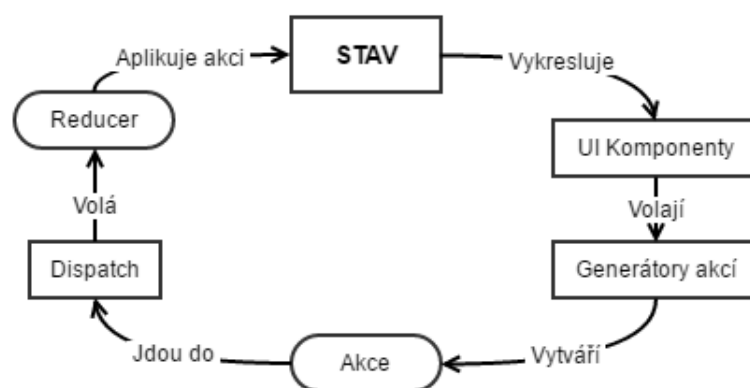 Aplikuje akci
STAV
Vykresluje
Reducer
UI Komponenty
Volá
Volají
Dispatch
Generátory akcí
Jdou do
Akce
Vytváří